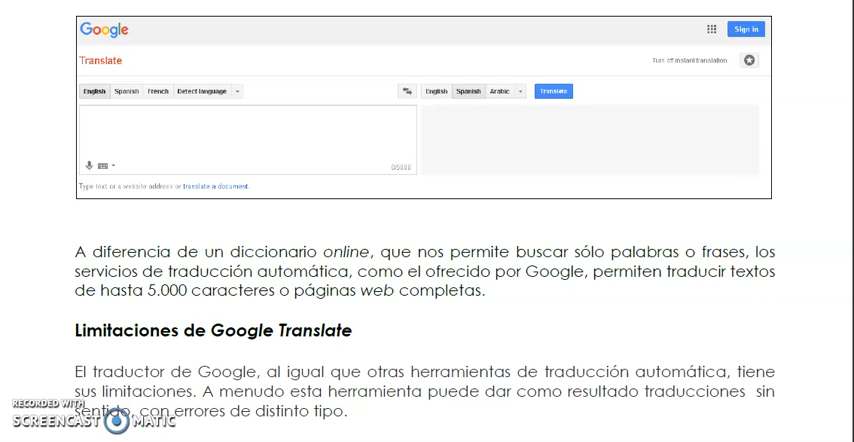 Google
Sign in
Translate
Turn off instant translation
English Spanish French Detect language
English Spanish Arabic Translate
0/5000
Type text or a website address or translate a document.
A diferencia de un diccionario online, que nos permite buscar sólo palabras o frases, los
servicios de traducción automática, como el ofrecido por Google, permiten traducir textos
de hasta 5.000 caracteres o páginas web completas.
Limitaciones de Google Translate
El traductor de Google, al igual que otras herramientas de traducción automática, tiene
sus limitaciones. A menudo esta herramienta puede dar como resultado traducciones sin
sentido, con errores de distinto tipo.
RECORDED WITH
SCREENCAST MATIC